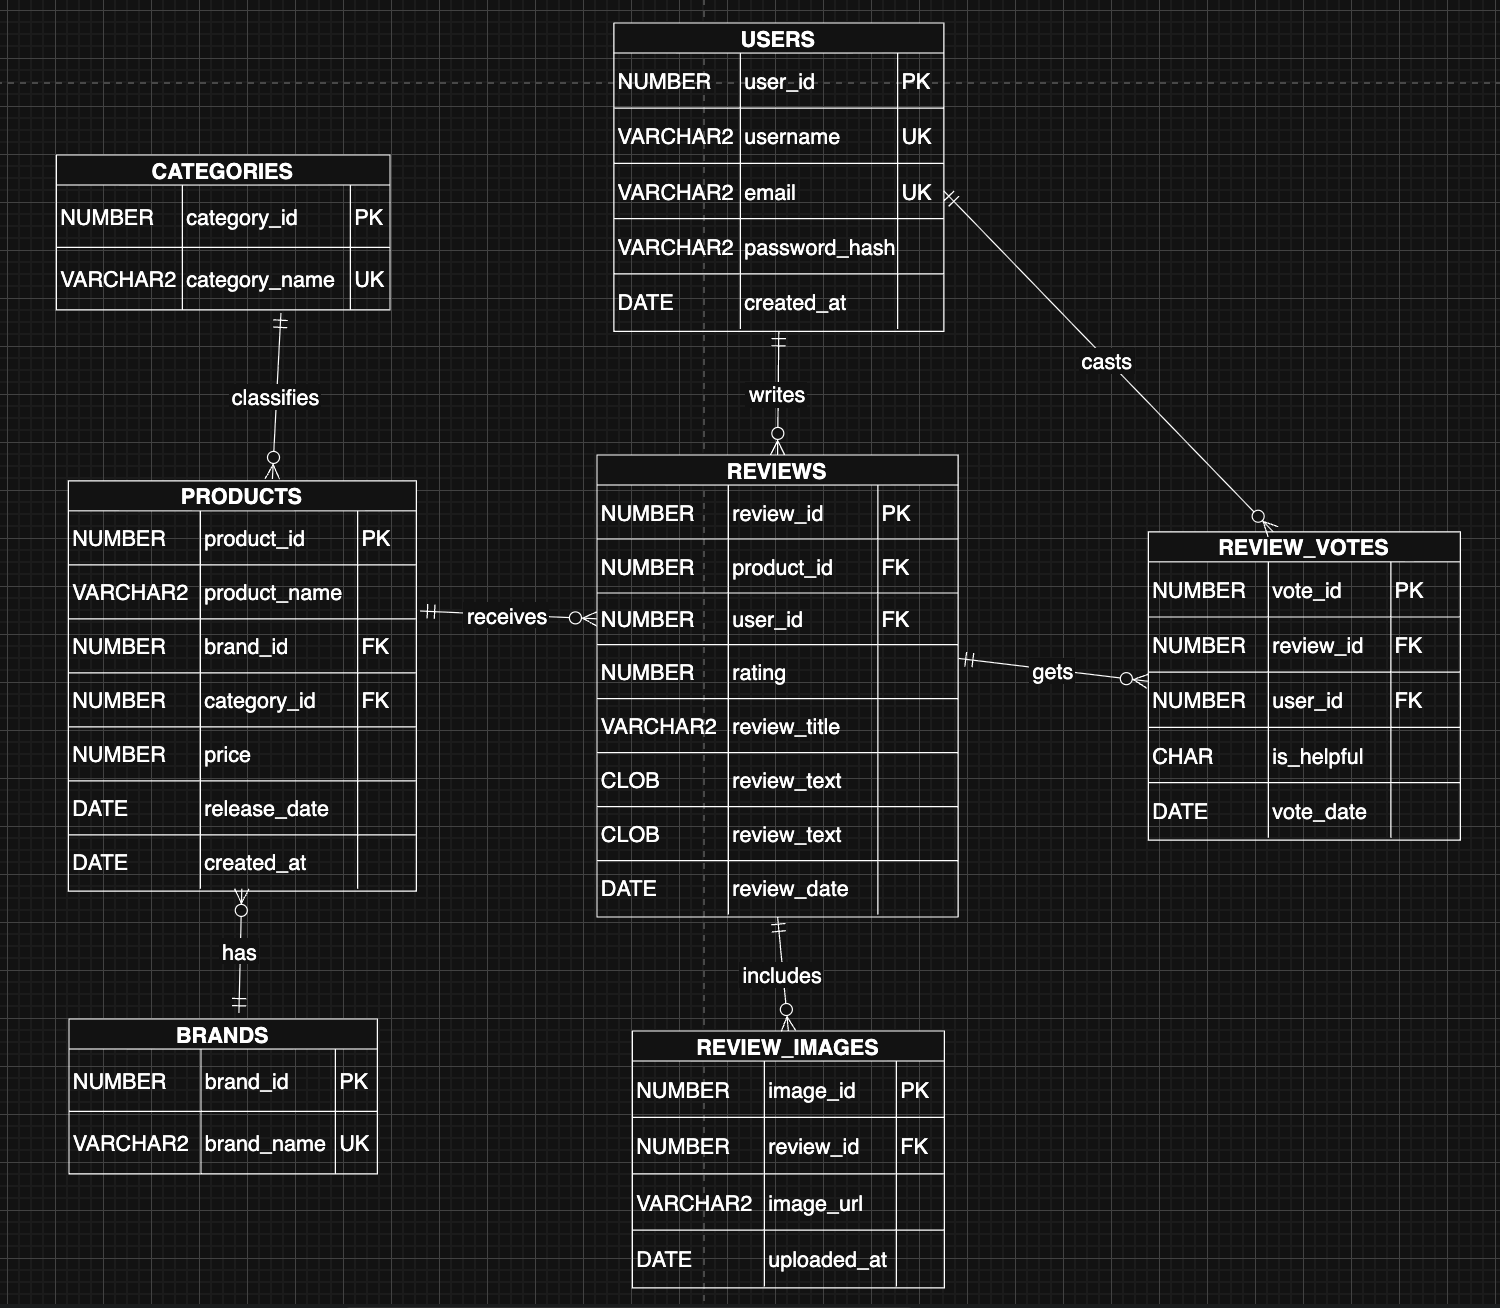 USERS
NUMBER user_id PK
VARCHAR2 username UK
VARCHAR2 email UK
VARCHAR2 password_hash
DATE created_at
CATEGORIES
NUMBER category_id PK
VARCHAR2 category_name UK
classifies
writes
casts
PRODUCTS
NUMBER product_id PK
VARCHAR2 product_name
NUMBER brand_id FK
NUMBER category_id FK
NUMBER price
DATE release_date
DATE created_at
receives
REVIEWS
NUMBER review_id PK
NUMBER product_id FK
NUMBER user_id FK
NUMBER rating
VARCHAR2 review_title
CLOB review_text
CLOB review_text
DATE review_date
gets
REVIEW_VOTES
NUMBER vote_id PK
NUMBER review_id FK
NUMBER user_id FK
CHAR is_helpful
DATE vote_date
has
includes
BRANDS
NUMBER brand_id PK
VARCHAR2 brand_name UK
REVIEW_IMAGES
NUMBER image_id PK
NUMBER review_id FK
VARCHAR2 image_url
DATE uploaded_at